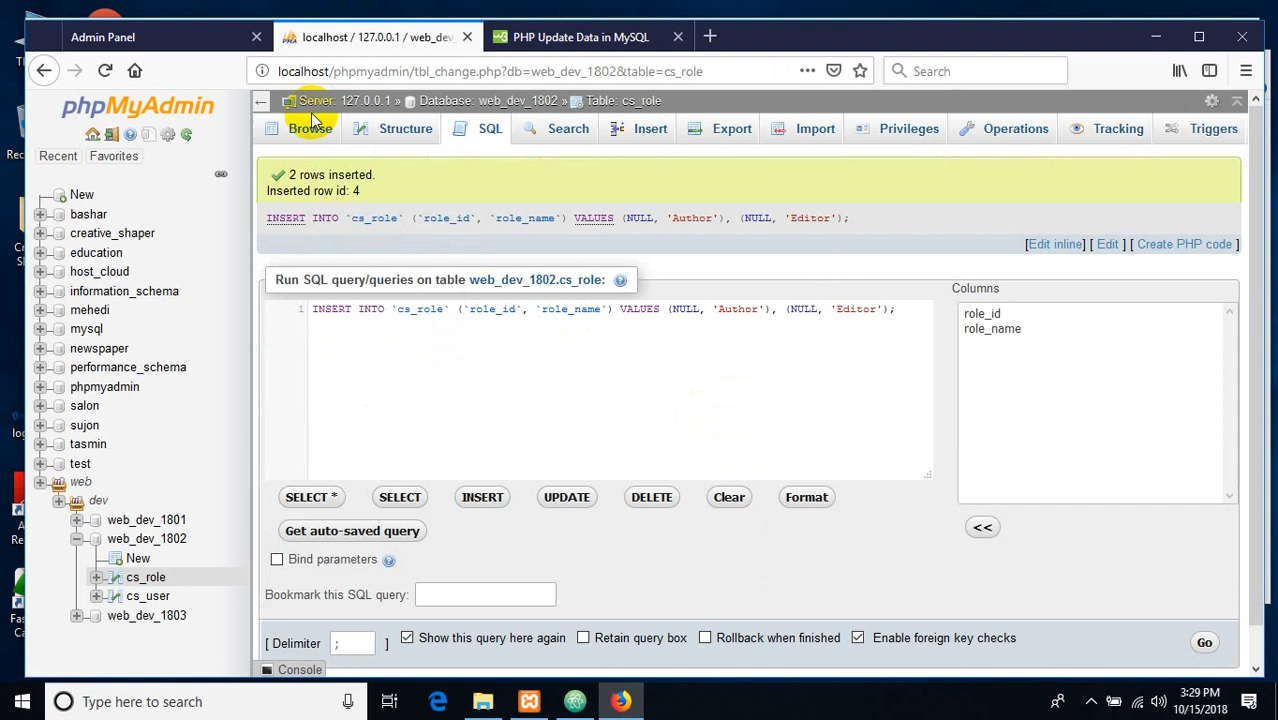 Admin Panel
localhost / 127.0.0.1 / web_dev_
PHP Update Data in MySQL
localhost/phpmyadmin/tbl_change.php?db=web_dev_1802&table=cs_role
Search
phpMyAdmin
Recent
Favorites
New
bashar
creative_shaper
education
host_cloud
information_schema
mehedi
mysql
newspaper
performance_schema
phpmyadmin
salon
sujon
tasmin
test
web
dev
web_dev_1801
web_dev_1802
New
cs_role
cs_user
web_dev_1803
Server: 127.0.0.1 » Database: web_dev_1802 » Table: cs_role
Browse
Structure
SQL
Search
Insert
Export
Import
Privileges
Operations
Tracking
Triggers
2 rows inserted.
Inserted row id: 4
INSERT INTO `cs_role` (`role_id`, `role_name`) VALUES (NULL, 'Author'), (NULL, 'Editor');
[Edit inline] [ Edit ] [ Create PHP code ]
Run SQL query/queries on table web_dev_1802.cs_role:
1 INSERT INTO `cs_role` (`role_id`, `role_name`) VALUES (NULL, 'Author'), (NULL, 'Editor');
Columns
role_id
role_name
SELECT *
SELECT
INSERT
UPDATE
DELETE
Clear
Format
<<
Get auto-saved query
Bind parameters
Bookmark this SQL query:
[ Delimiter ; ]
Show this query here again
Retain query box
Rollback when finished
Enable foreign key checks
Go
Console
Type here to search
3:29 PM
10/15/2018